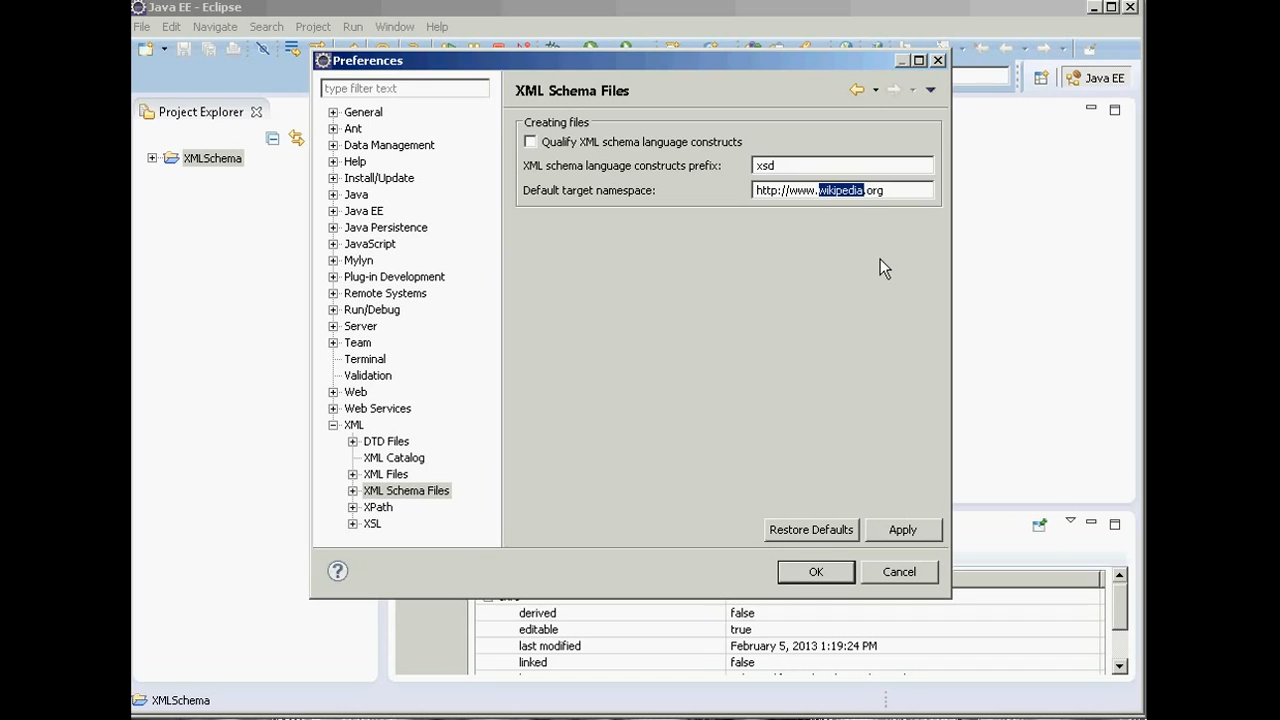 Java EE - Eclipse
File Edit Navigate Search Project Run Window Help
Java EE
Project Explorer
XMLSchema
Preferences
type filter text
General
Ant
Data Management
Help
Install/Update
Java
Java EE
Java Persistence
JavaScript
Mylyn
Plug-in Development
Remote Systems
Run/Debug
Server
Team
Terminal
Validation
Web
Web Services
XML
DTD Files
XML Catalog
XML Files
XML Schema Files
XPath
XSL
XML Schema Files
Creating files
Qualify XML schema language constructs
XML schema language constructs prefix: xsd
Default target namespace: http://www.wikipedia.org
Restore Defaults Apply
OK Cancel
derived false
editable true
last modified February 5, 2013 1:19:24 PM
linked false
XMLSchema